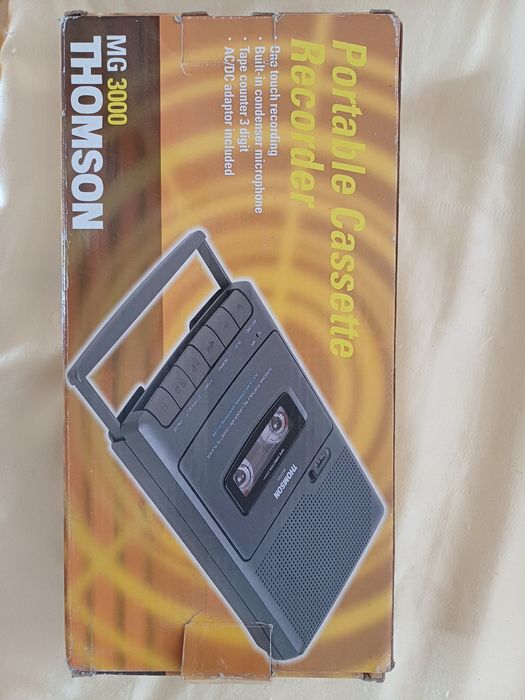 Portable Cassette
Recorder
• One touch recording
• Built-in condenser microphone
• Tape counter 3 digit
• AC/DC adaptor included
MG 3000
THOMSON
THOMSON